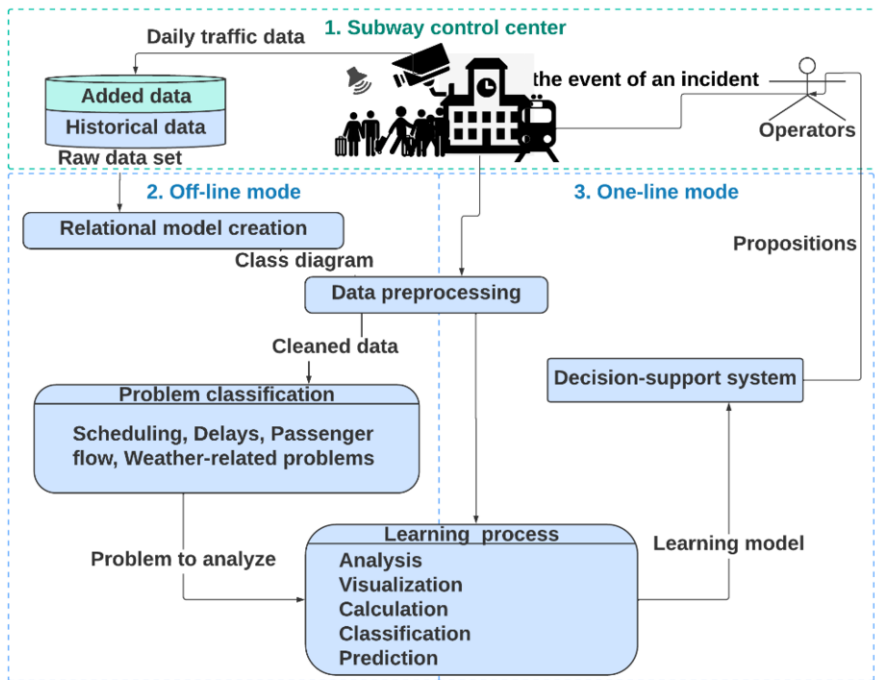 1. Subway control center
Daily traffic data
the event of an incident
Added data
Historical data
Raw data set
Operators
2. Off-line mode
3. One-line mode
Relational model creation
Class diagram
Propositions
Data preprocessing
Cleaned data
Decision-support system
Problem classification
Scheduling, Delays, Passenger
flow, Weather-related problems
Learning process
Problem to analyze
Learning model
Analysis
Visualization
Calculation
Classification
Prediction